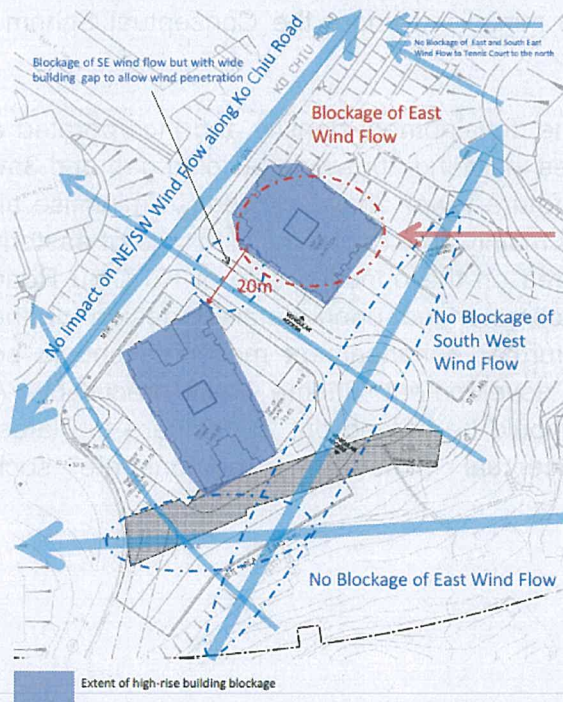 No Blockage of East and South East
Wind Flow to Tennis Court to the north
Blockage of SE wind flow but with wide
building gap to allow wind penetration
KO CHIU
No Impact on NE/SW Wind Flow along Ko Chiu Road
Blockage of East
Wind Flow
20m
No Blockage of
South West
Wind Flow
No Blockage of East Wind Flow
Extent of high-rise building blockage